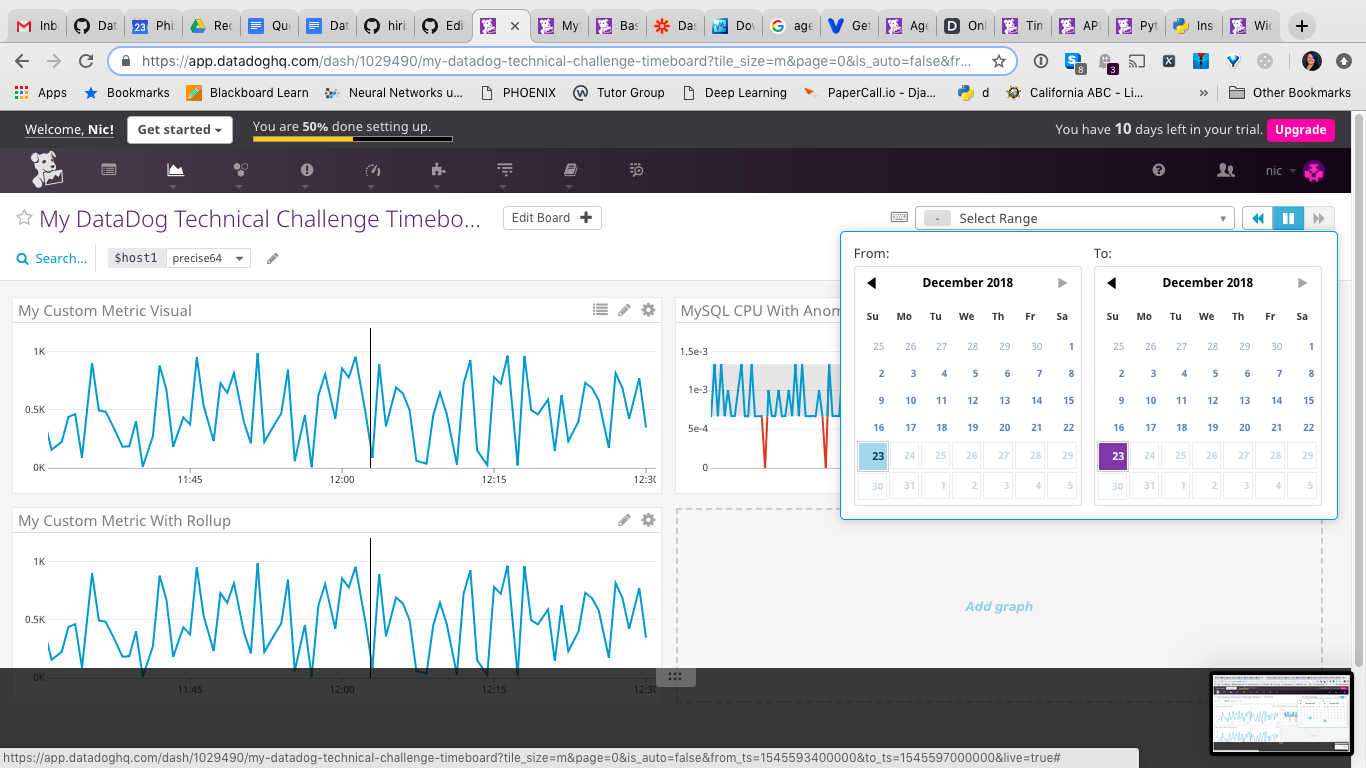 Inb Dat Phi Rec Que Dat hiri Edi My Bas Das Dov age Get Age Onl Tim AP Pyt Ins Wic
23
https://app.datadoghq.com/dash/1029490/my-datadog-technical-challenge-timeboard?tile_size=m&page=0&is_auto=false&fr...
8 3
Apps Bookmarks Blackboard Learn Neural Networks u... PHOENIX Tutor Group Deep Learning PaperCall.io - Dja... d California ABC - Li... » Other Bookmarks
Welcome, Nic! Get started You are 50% done setting up. You have 10 days left in your trial. Upgrade
nic
My DataDog Technical Challenge Timebo... Edit Board + - Select Range
Search... $host1 precise64
From: To:
December 2018 December 2018
Su Mo Tu We Th Fr Sa Su Mo Tu We Th Fr Sa
25 26 27 28 29 30 1 25 26 27 28 29 30 1
2 3 4 5 6 7 8 2 3 4 5 6 7 8
9 10 11 12 13 14 15 9 10 11 12 13 14 15
16 17 18 19 20 21 22 16 17 18 19 20 21 22
23 24 25 26 27 28 29 23 24 25 26 27 28 29
30 31 1 2 3 4 5 30 31 1 2 3 4 5
My Custom Metric Visual
1K
0.5K
0K
11:45 12:00 12:15 12:30
MySQL CPU With Anom
1.5e-3
1e-3
5e-4
0
My Custom Metric With Rollup
1K
0.5K
0K
11:45 12:00 12:15 12:30
Add graph
https://app.datadoghq.com/dash/1029490/my-datadog-technical-challenge-timeboard?tile_size=m&page=0&is_auto=false&from_ts=1545593400000&to_ts=1545597000000&live=true#